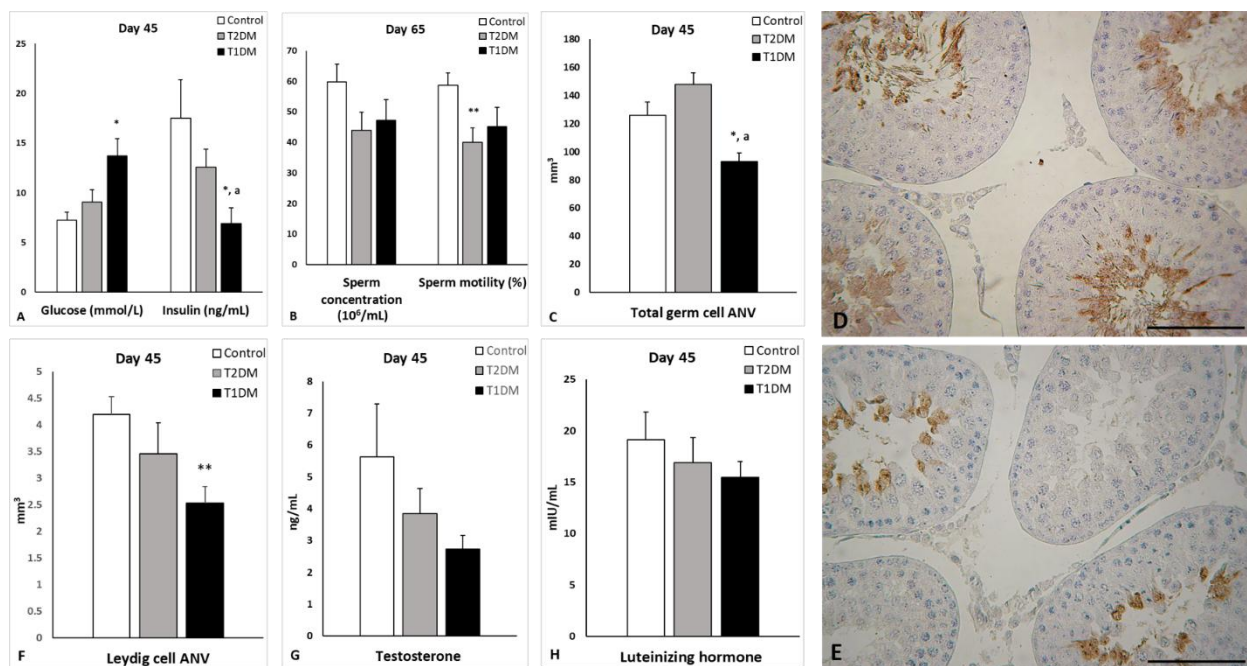 Day 45
Control
T2DM
T1DM
25
20
15
10
5
0
*
*, a
Glucose (mmol/L) Insulin (ng/mL)
A
Day 65
Control
T2DM
T1DM
70
60
50
40
30
20
10
0
**
Sperm concentration (10⁶/mL)
Sperm motility (%)
B
Day 45
Control
T2DM
T1DM
180
160
140
120
100
80
60
40
20
0
mm³
*, a
Total germ cell ANV
C
D
Day 45
Control
T2DM
T1DM
5
4.5
4
3.5
3
2.5
2
1.5
1
0.5
0
mm³
**
Leydig cell ANV
F
Day 45
Control
T2DM
T1DM
8
7
6
5
4
3
2
1
0
ng/mL
Testosterone
G
Day 45
Control
T2DM
T1DM
25
20
15
10
5
0
mIU/mL
Luteinizing hormone
H
E